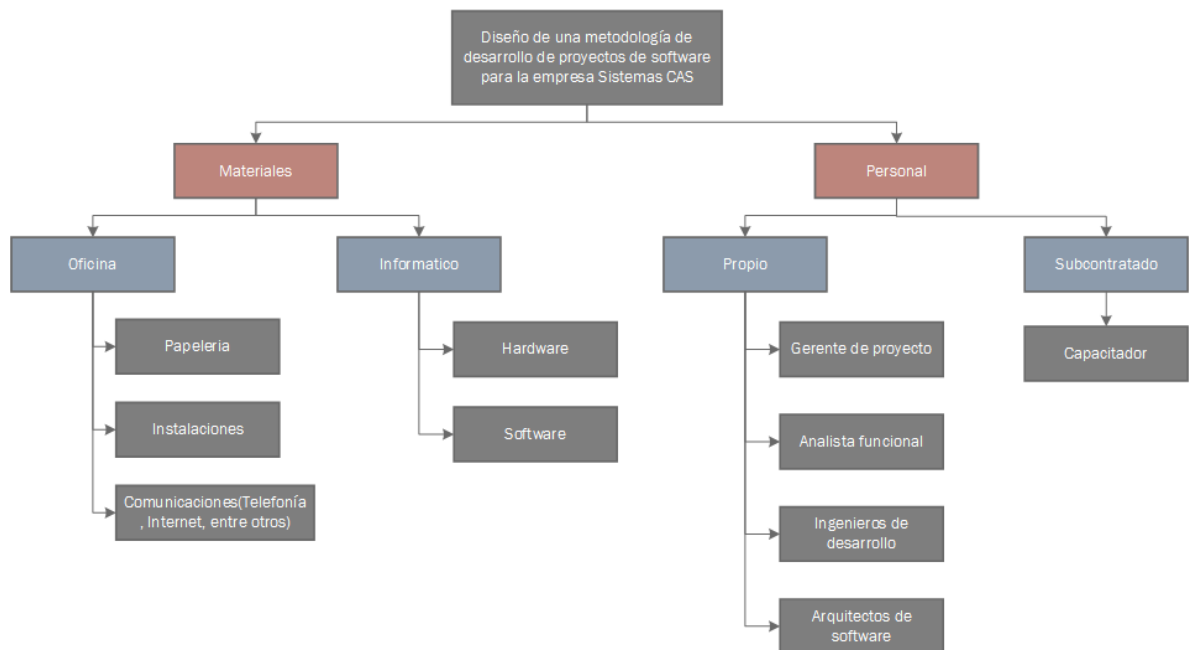 Diseño de una metodología de
desarrollo de proyectos de software
para la empresa Sistemas CAS
Materiales
Personal
Oficina
Informatico
Propio
Subcontratado
Papeleria
Hardware
Gerente de proyecto
Capacitador
Instalaciones
Software
Analista funcional
Comunicaciones(Telefonía
, Internet, entre otros)
Ingenieros de
desarrollo
Arquitectos de
software